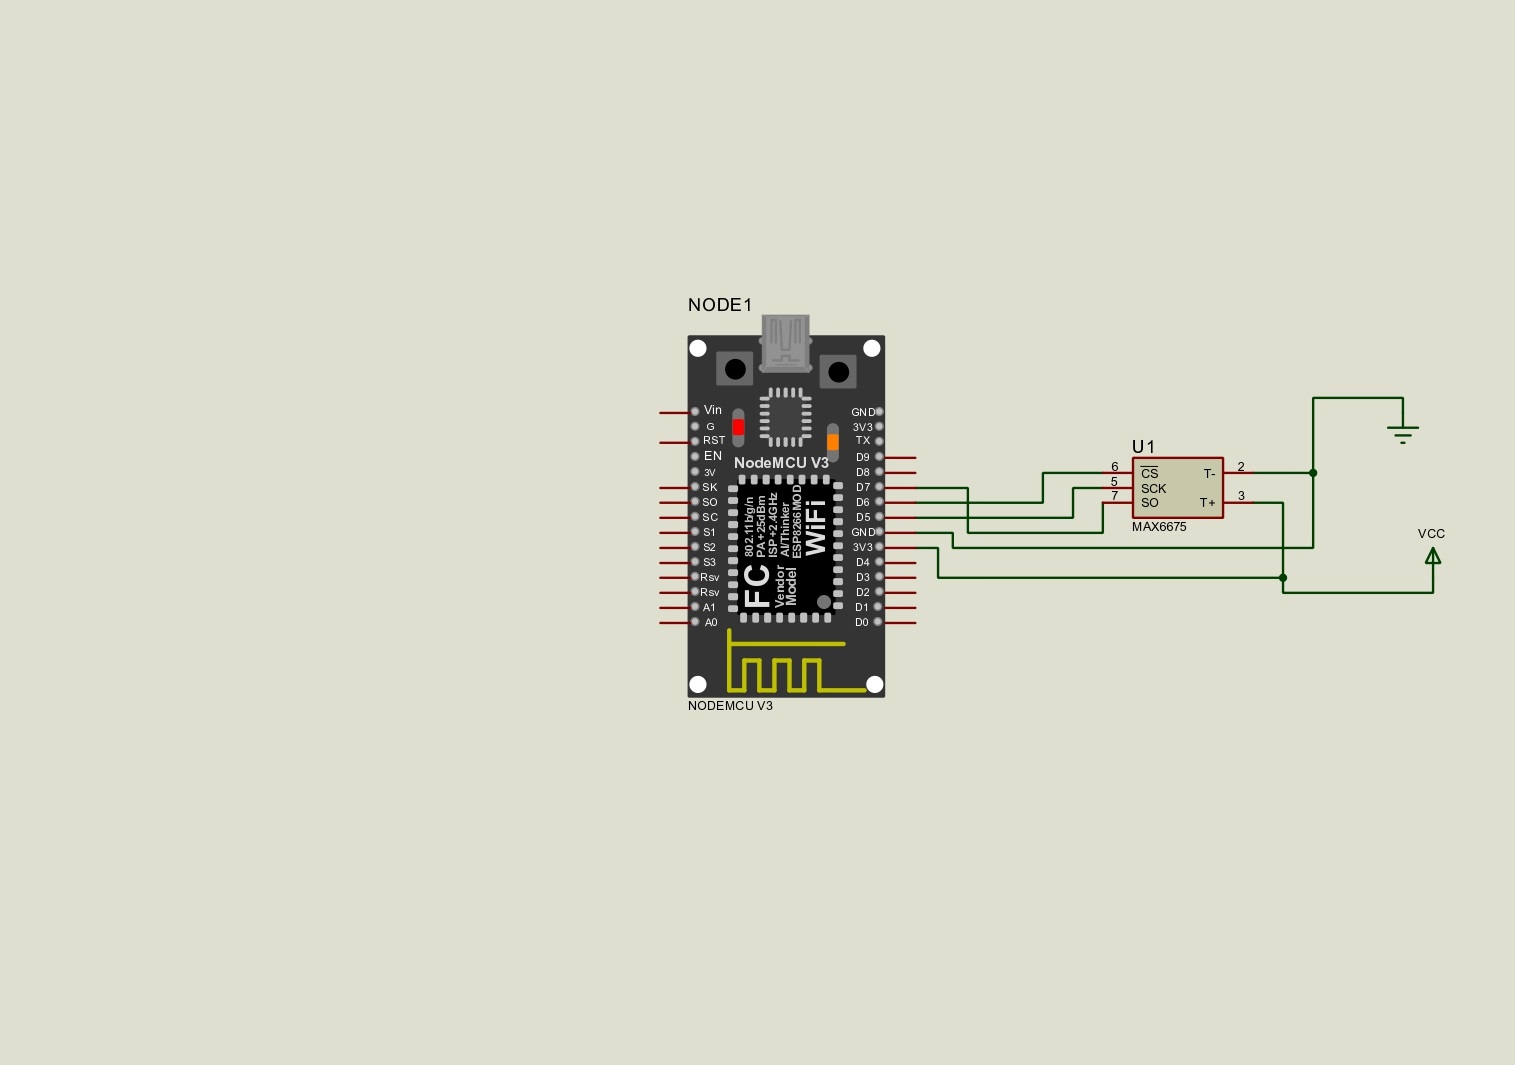 NODE1
Vin
G
RST
EN
3V
SK
SO
SC
S1
S2
S3
Rsv
Rsv
A1
A0
GND
3V3
TX
D9
D8
D7
D6
D5
GND
3V3
D4
D3
D2
D1
D0
NodeMCU V3
802.11b/g/n
PA +25dBm
ISP +2.4GHz
AI/Thinker
ESP8266MOD
WiFi
FC
Vendor
Model
NODEMCU V3
U1
6
5
7
CS
SCK
SO
T-
T+
2
3
MAX6675
VCC